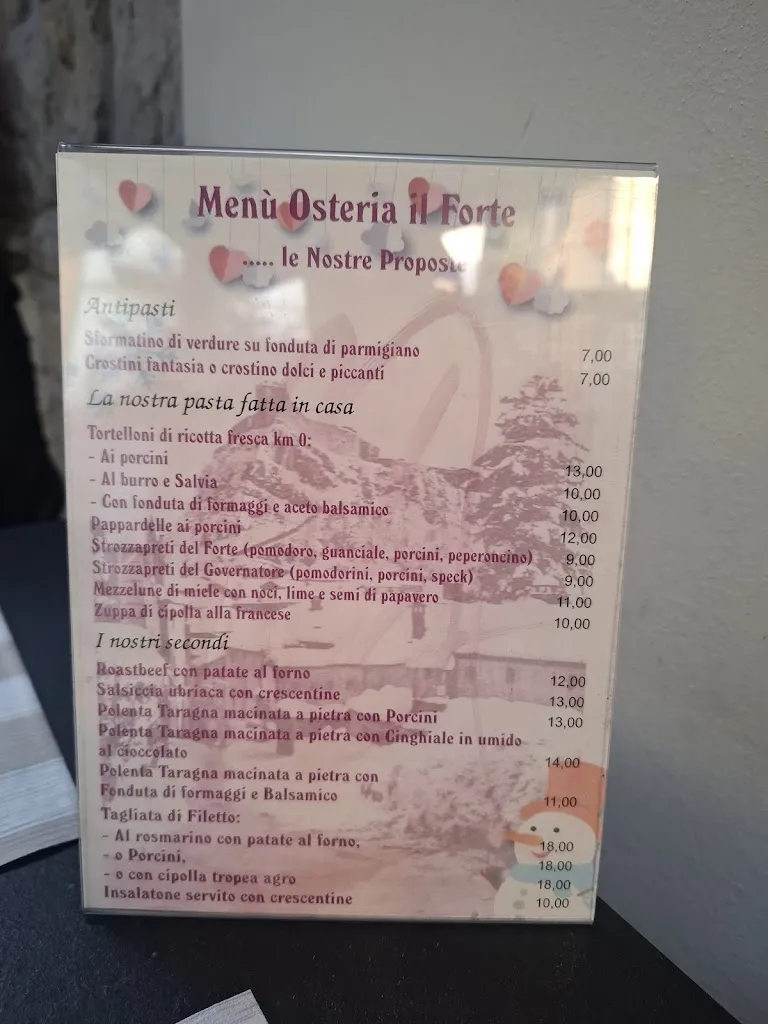 Menù Osteria il Forte
..... le Nostre Proposte
Antipasti
Sformatino di verdure su fonduta di parmigiano 7,00
Crostini fantasia o crostino dolci e piccanti 7,00
La nostra pasta fatta in casa
Tortelloni di ricotta fresca km 0:
- Ai porcini 13,00
- Al burro e Salvia 10,00
- Con fonduta di formaggi e aceto balsamico 10,00
Pappardelle ai porcini 12,00
Strozzapreti del Forte (pomodoro, guanciale, porcini, peperoncino) 9,00
Strozzapreti del Governatore (pomodorini, porcini, speck) 9,00
Mezzelune di miele con noci, lime e semi di papavero 11,00
Zuppa di cipolla alla francese 10,00
I nostri secondi
Roastbeef con patate al forno 12,00
Salsiccia ubriaca con crescentine 13,00
Polenta Taragna macinata a pietra con Porcini 13,00
Polenta Taragna macinata a pietra con Cinghiale in umido
al cioccolato 14,00
Polenta Taragna macinata a pietra con
Fonduta di formaggi e Balsamico 11,00
Tagliata di Filetto:
- Al rosmarino con patate al forno, 18,00
- o Porcini, 18,00
- o con cipolla tropea agro 18,00
Insalatone servito con crescentine 10,00